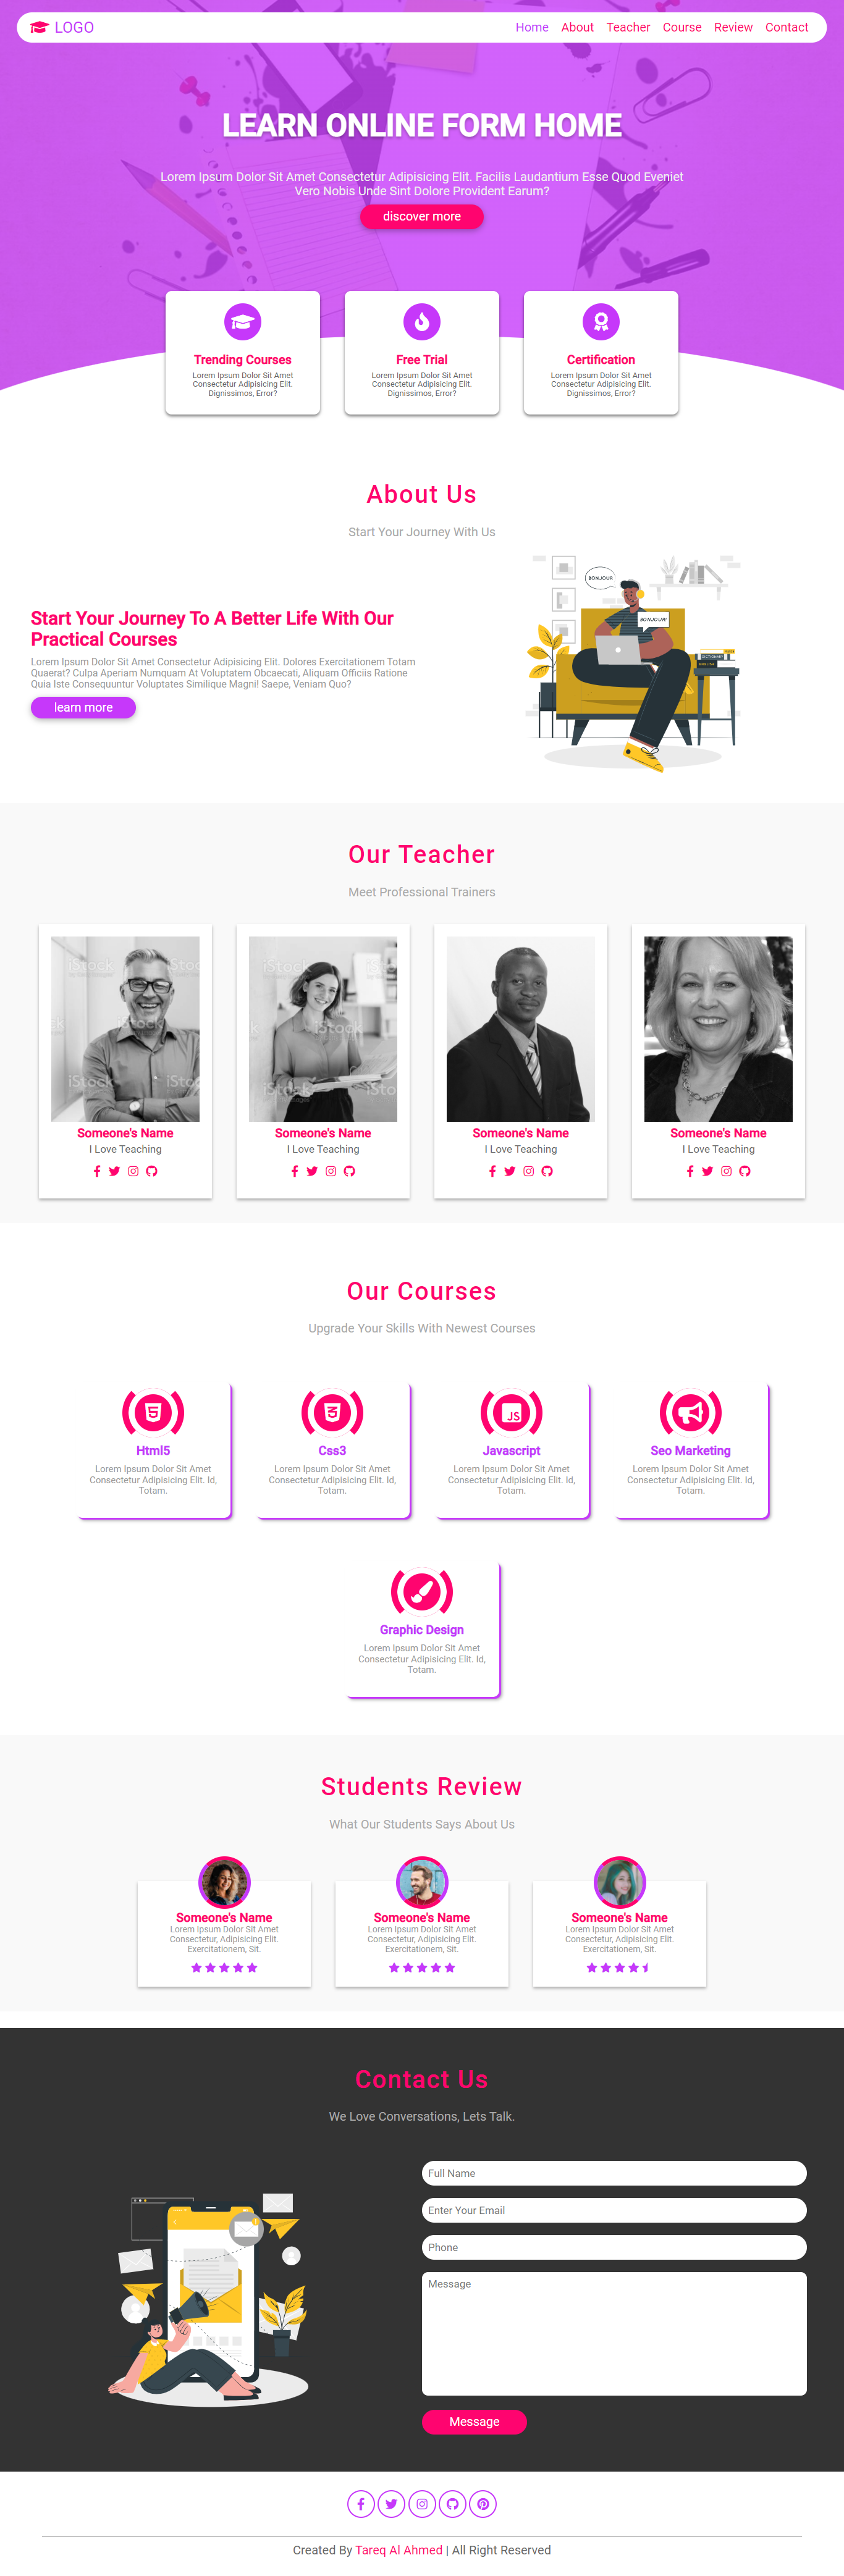 LOGO
Home About Teacher Course Review Contact
LEARN ONLINE FORM HOME
Lorem Ipsum Dolor Sit Amet Consectetur Adipisicing Elit. Facilis Laudantium Esse Quod Eveniet
Vero Nobis Unde Sint Dolore Provident Earum?
discover more
Trending Courses
Lorem Ipsum Dolor Sit Amet
Consectetur Adipisicing Elit.
Dignissimos, Error?
Free Trial
Lorem Ipsum Dolor Sit Amet
Consectetur Adipisicing Elit.
Dignissimos, Error?
Certification
Lorem Ipsum Dolor Sit Amet
Consectetur Adipisicing Elit.
Dignissimos, Error?
About Us
Start Your Journey With Us
Start Your Journey To A Better Life With Our
Practical Courses
Lorem Ipsum Dolor Sit Amet Consectetur Adipisicing Elit. Dolores Exercitationem Totam
Quaerat? Culpa Aperiam Numquam At Voluptatem Obcaecati, Aliquam Officiis Ratione
Quia Iste Consequuntur Voluptates Similique Magni! Saepe, Veniam Quo?
learn more
BONJOUR
BONJOUR!
DICTIONARY
ENGLISH
Our Teacher
Meet Professional Trainers
iStock
iStock
iStock
iStock
Someone's Name
I Love Teaching
iStock
iStock
iStock
Someone's Name
I Love Teaching
Someone's Name
I Love Teaching
Someone's Name
I Love Teaching
Our Courses
Upgrade Your Skills With Newest Courses
Html5
Lorem Ipsum Dolor Sit Amet
Consectetur Adipisicing Elit. Id,
Totam.
Css3
Lorem Ipsum Dolor Sit Amet
Consectetur Adipisicing Elit. Id,
Totam.
JS
Javascript
Lorem Ipsum Dolor Sit Amet
Consectetur Adipisicing Elit. Id,
Totam.
Seo Marketing
Lorem Ipsum Dolor Sit Amet
Consectetur Adipisicing Elit. Id,
Totam.
Graphic Design
Lorem Ipsum Dolor Sit Amet
Consectetur Adipisicing Elit. Id,
Totam.
Students Review
What Our Students Says About Us
Someone's Name
Lorem Ipsum Dolor Sit Amet
Consectetur, Adipisicing Elit.
Exercitationem, Sit.
Someone's Name
Lorem Ipsum Dolor Sit Amet
Consectetur, Adipisicing Elit.
Exercitationem, Sit.
Someone's Name
Lorem Ipsum Dolor Sit Amet
Consectetur, Adipisicing Elit.
Exercitationem, Sit.
Contact Us
We Love Conversations, Lets Talk.
Full Name
Enter Your Email
Phone
Message
Message
Created By Tareq Al Ahmed | All Right Reserved